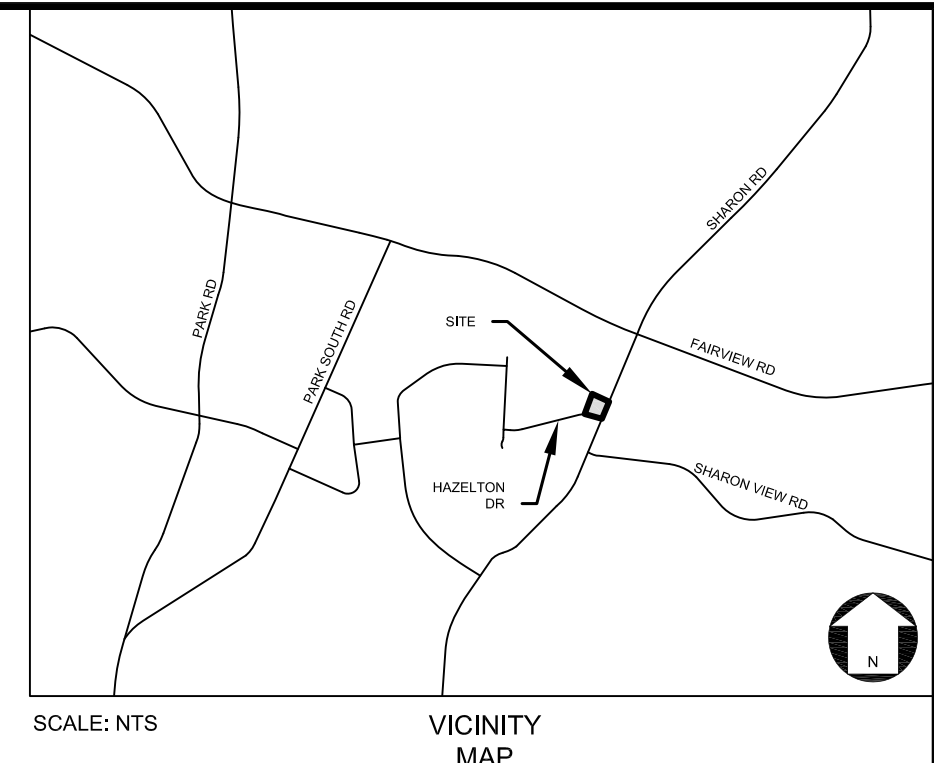 SHARON RD
PARK RD
PARK SOUTH RD
SITE
FAIRVIEW RD
HAZELTON
DR
SHARON VIEW RD
N
SCALE: NTS
VICINITY
MAP